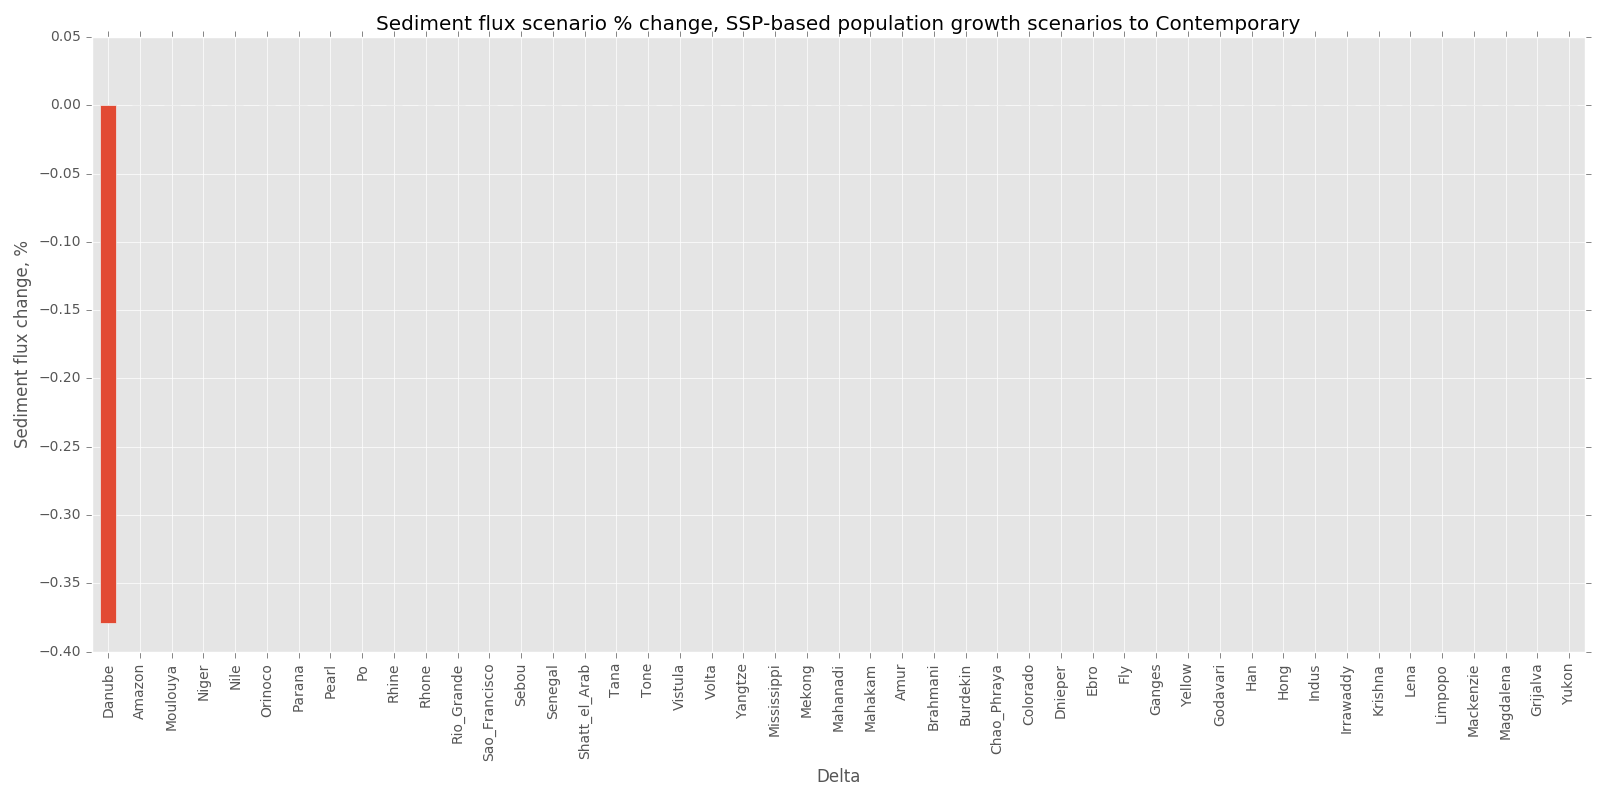 Sediment flux scenario % change, SSP-based population growth scenarios to Contemporary
Sediment flux change, %
0.05
0.00
−0.05
−0.10
−0.15
−0.20
−0.25
−0.30
−0.35
−0.40
Danube
Amazon
Moulouya
Niger
Nile
Orinoco
Parana
Pearl
Po
Rhine
Rhone
Rio_Grande
Sao_Francisco
Sebou
Senegal
Shatt_el_Arab
Tana
Tone
Vistula
Volta
Yangtze
Mississippi
Mekong
Mahanadi
Mahakam
Amur
Brahmani
Burdekin
Chao_Phraya
Colorado
Dnieper
Ebro
Fly
Ganges
Yellow
Godavari
Han
Hong
Indus
Irrawaddy
Krishna
Lena
Limpopo
Mackenzie
Magdalena
Grijalva
Yukon
Delta